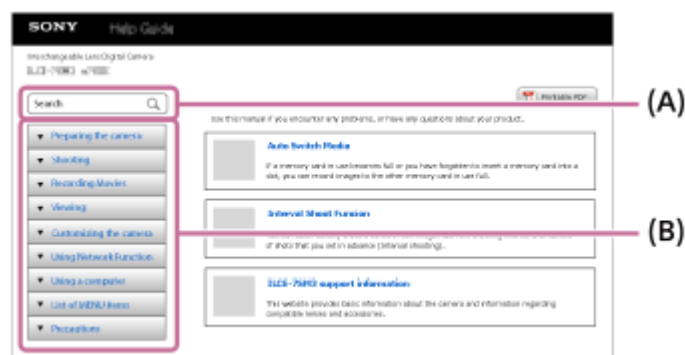 SONY Help Guide
Interchangeable Lens Digital Camera
Search
Portable PDF
(A)
Use this manual if you encounter any problems, or have any questions about your product.
Preparing the camera
Shooting
Recording Movies
Viewing
Customizing the camera
Using Network Function
Using a computer
List of MENU items
Precautions
(B)
Auto Switch Media
If a memory card in use becomes full or you have forgotten to insert a memory card into a
slot, you can record images to the other memory card in use full.
Interval Shoot Funsion
of shots that you set in advance (interval shooting).
support information
This website provides basic information about the camera and information regarding
compatible lenses and accessories.